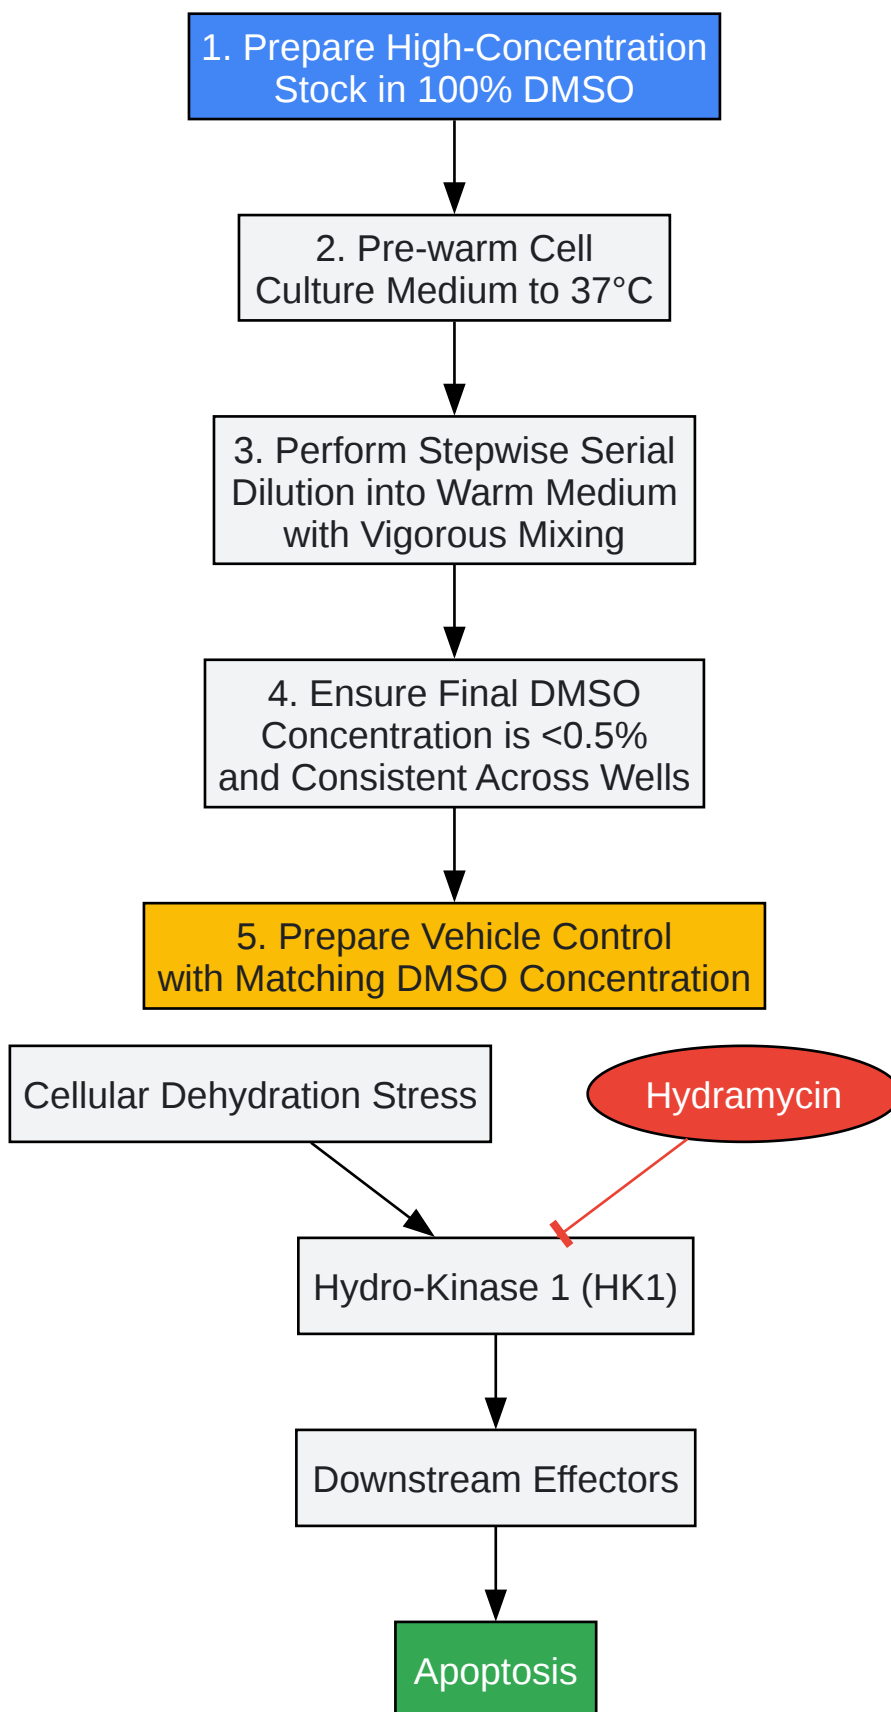 1. Prepare High-Concentration
Stock in 100% DMSO
2. Pre-warm Cell
Culture Medium to 37°C
3. Perform Stepwise Serial
Dilution into Warm Medium
with Vigorous Mixing
4. Ensure Final DMSO
Concentration is <0.5%
and Consistent Across Wells
5. Prepare Vehicle Control
with Matching DMSO Concentration
Cellular Dehydration Stress
Hydramycin
Hydro-Kinase 1 (HK1)
Downstream Effectors
Apoptosis